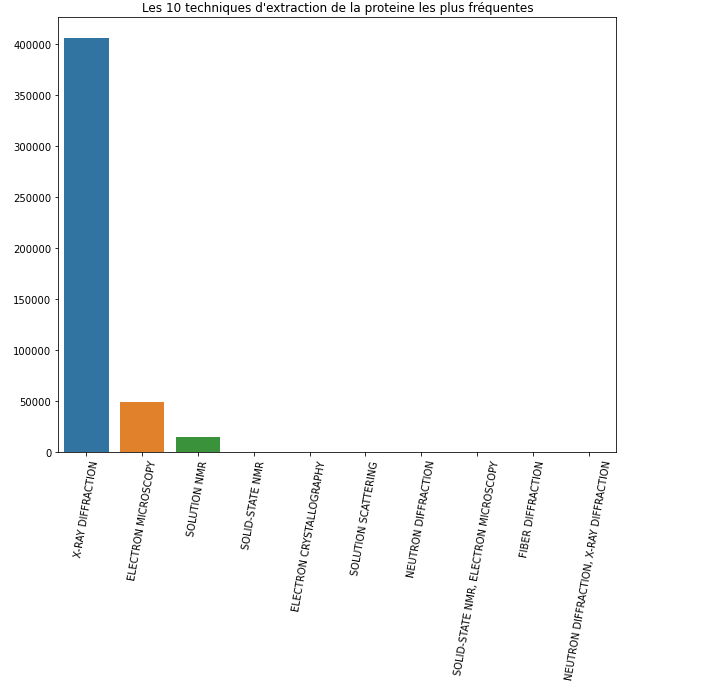 Les 10 techniques d'extraction de la proteine les plus fréquentes
400000
350000
300000
250000
200000
150000
100000
50000
0
X-RAY DIFFRACTION
ELECTRON MICROSCOPY
SOLUTION NMR
SOLID-STATE NMR
ELECTRON CRYSTALLOGRAPHY
SOLUTION SCATTERING
NEUTRON DIFFRACTION
SOLID-STATE NMR, ELECTRON MICROSCOPY
FIBER DIFFRACTION
NEUTRON DIFFRACTION, X-RAY DIFFRACTION